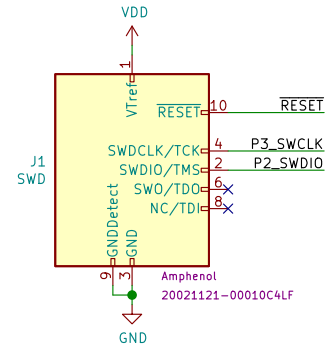 VDD
1
VTref
RESET
10
RESET
J1
SWD
SWDCLK/TCK
4
P3_SWCLK
SWDIO/TMS
2
P2_SWDIO
SWO/TDO
6
NC/TDI
8
GNDDetect
GND
9
3
Amphenol
20021121-00010C4LF
GND